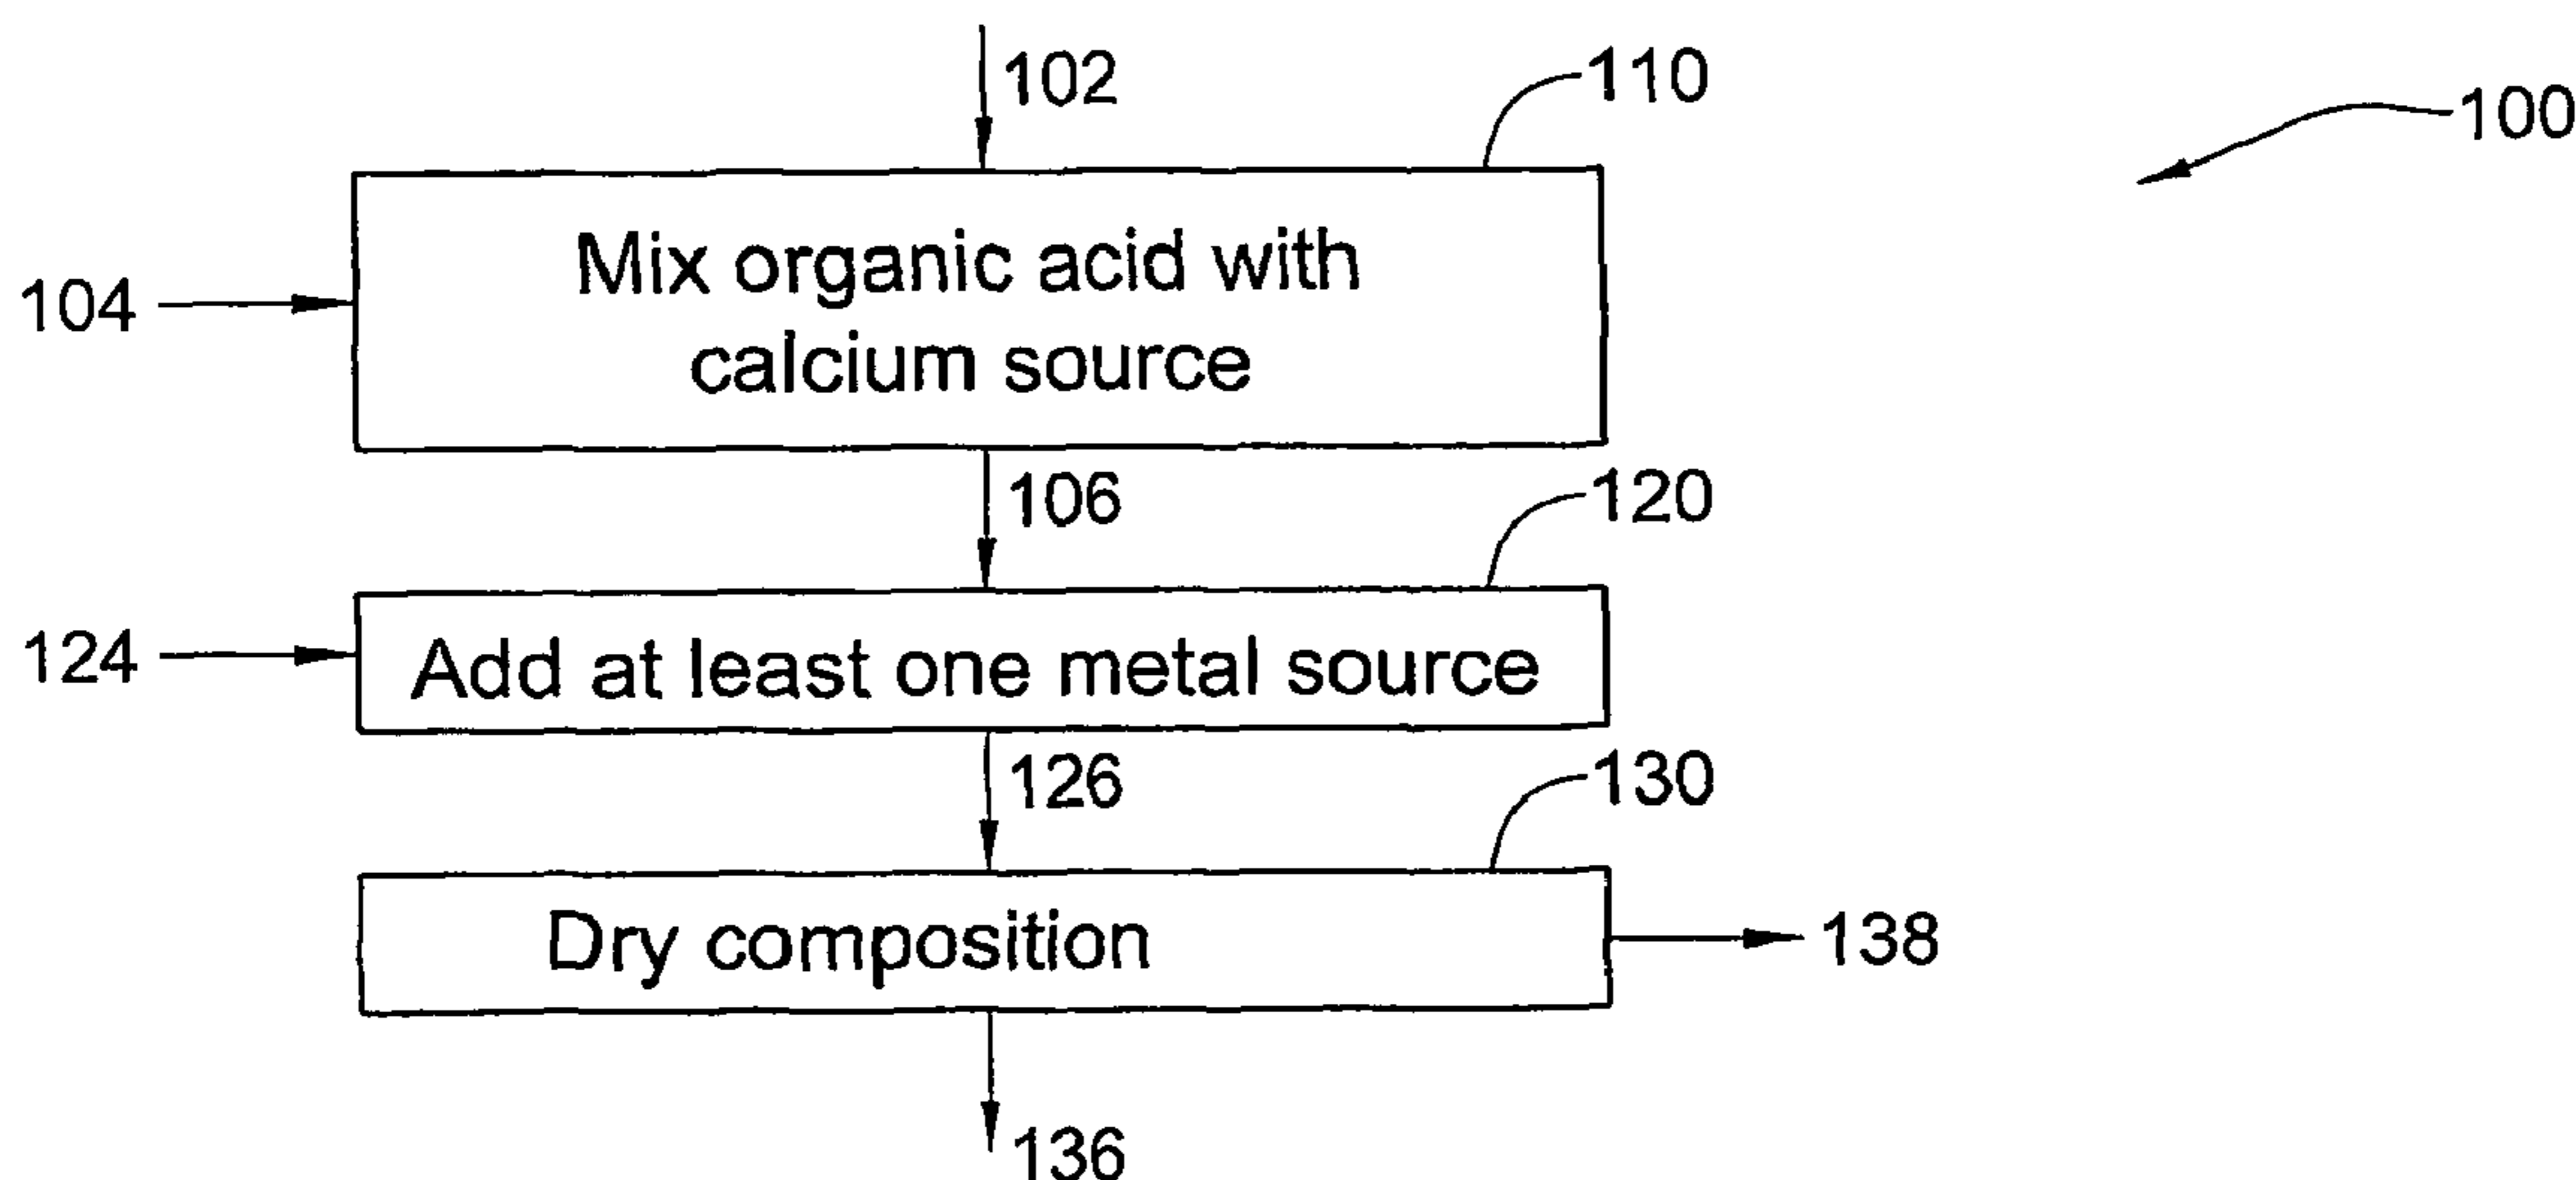 102
110
100
104
Mix organic acid with
calcium source
106
120
124
Add at least one metal source
126
130
Dry composition
138
136